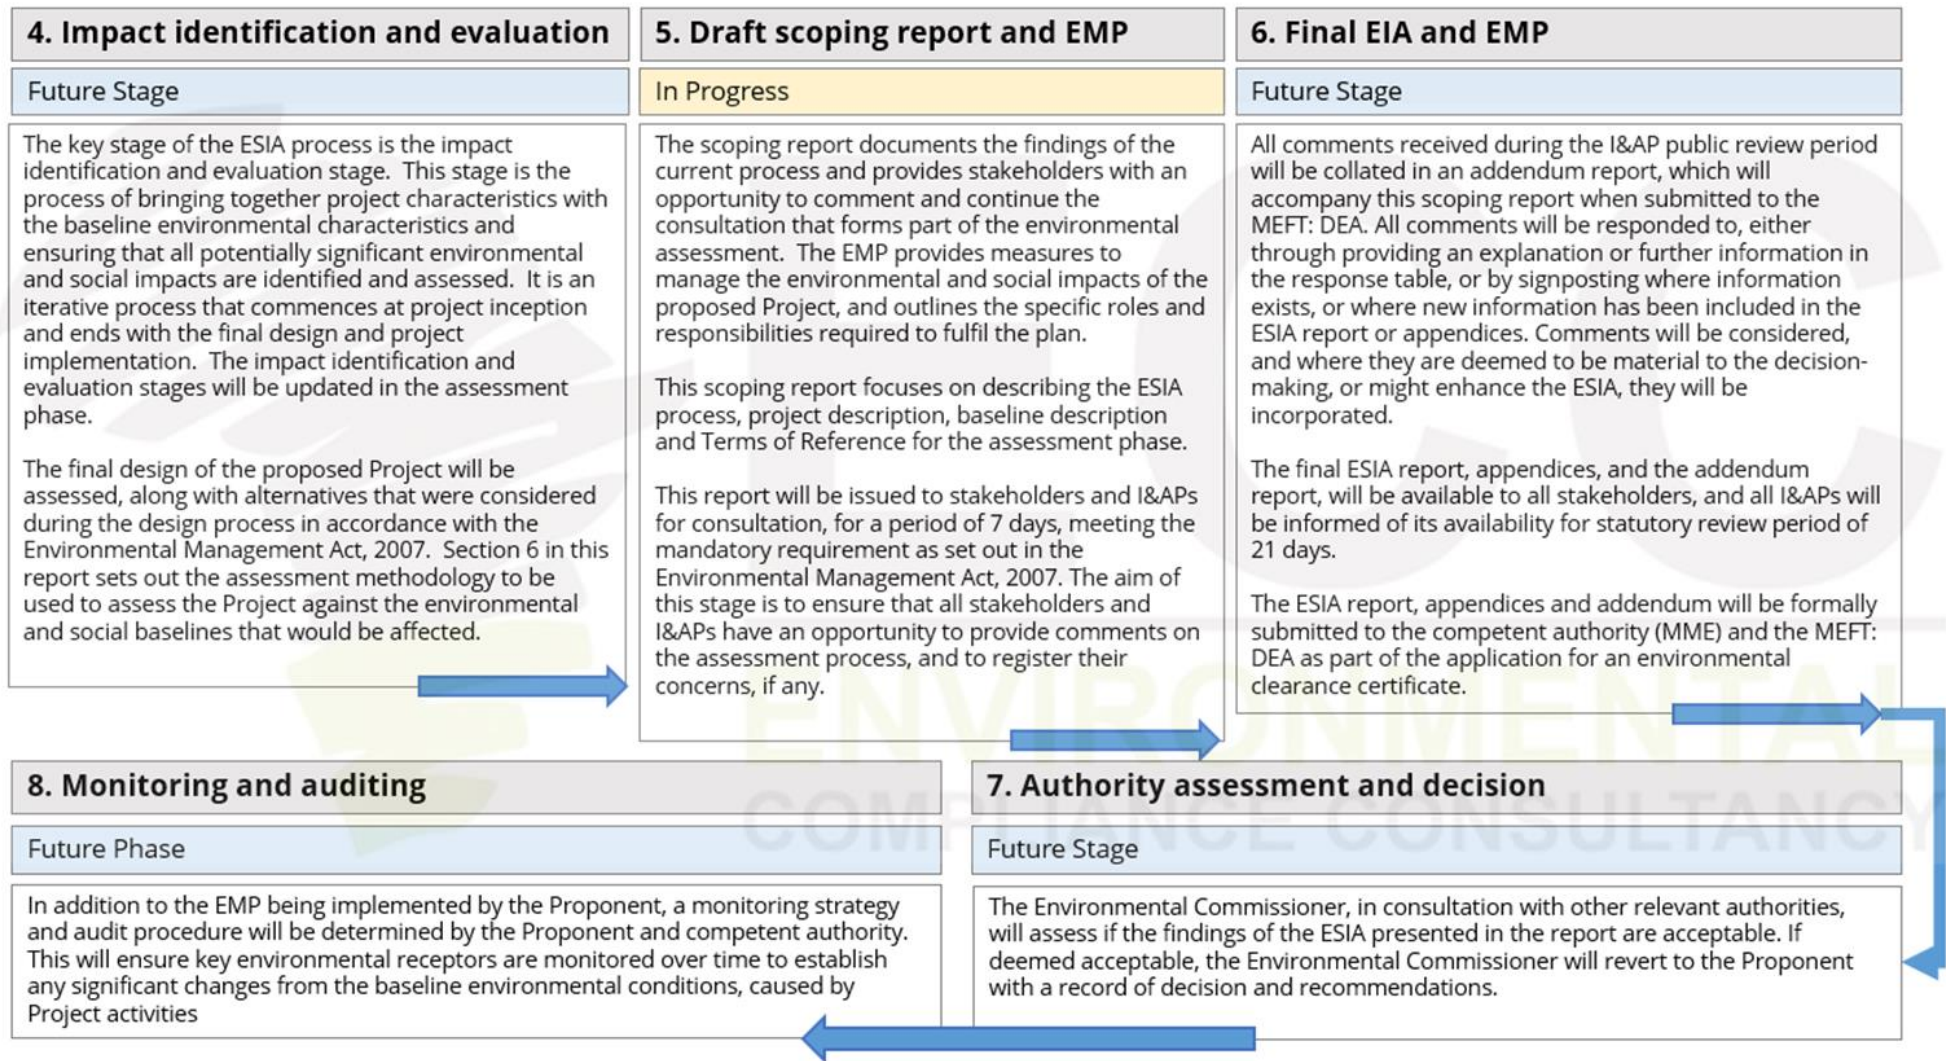 4. Impact identification and evaluation
Future Stage
The key stage of the ESIA process is the impact
identification and evaluation stage.  This stage is the
process of bringing together project characteristics with
the baseline environmental characteristics and
ensuring that all potentially significant environmental
and social impacts are identified and assessed.  It is an
iterative process that commences at project inception
and ends with the final design and project
implementation.  The impact identification and
evaluation stages will be updated in the assessment
phase.
The final design of the proposed Project will be
assessed, along with alternatives that were considered
during the design process in accordance with the
Environmental Management Act, 2007.  Section 6 in this
report sets out the assessment methodology to be
used to assess the Project against the environmental
and social baselines that would be affected.
5. Draft scoping report and EMP
In Progress
The scoping report documents the findings of the
current process and provides stakeholders with an
opportunity to comment and continue the
consultation that forms part of the environmental
assessment.  The EMP provides measures to
manage the environmental and social impacts of the
proposed Project, and outlines the specific roles and
responsibilities required to fulfil the plan.
This scoping report focuses on describing the ESIA
process, project description, baseline description
and Terms of Reference for the assessment phase.
This report will be issued to stakeholders and I&APs
for consultation, for a period of 7 days, meeting the
mandatory requirement as set out in the
Environmental Management Act, 2007. The aim of
this stage is to ensure that all stakeholders and
I&APs have an opportunity to provide comments on
the assessment process, and to register their
concerns, if any.
6. Final EIA and EMP
Future Stage
All comments received during the I&AP public review period
will be collated in an addendum report, which will
accompany this scoping report when submitted to the
MEFT: DEA. All comments will be responded to, either
through providing an explanation or further information in
the response table, or by signposting where information
exists, or where new information has been included in the
ESIA report or appendices. Comments will be considered,
and where they are deemed to be material to the decision-
making, or might enhance the ESIA, they will be
incorporated.
The final ESIA report, appendices, and the addendum
report, will be available to all stakeholders, and all I&APs will
be informed of its availability for statutory review period of
21 days.
The ESIA report, appendices and addendum will be formally
submitted to the competent authority (MME) and the MEFT:
DEA as part of the application for an environmental
clearance certificate.
7. Authority assessment and decision
Future Stage
The Environmental Commissioner, in consultation with other relevant authorities,
will assess if the findings of the ESIA presented in the report are acceptable. If
deemed acceptable, the Environmental Commissioner will revert to the Proponent
with a record of decision and recommendations.
8. Monitoring and auditing
Future Phase
In addition to the EMP being implemented by the Proponent, a monitoring strategy
and audit procedure will be determined by the Proponent and competent authority.
This will ensure key environmental receptors are monitored over time to establish
any significant changes from the baseline environmental conditions, caused by
Project activities
ECC
ENVIRONMENTAL
COMPLIANCE CONSULTANCY